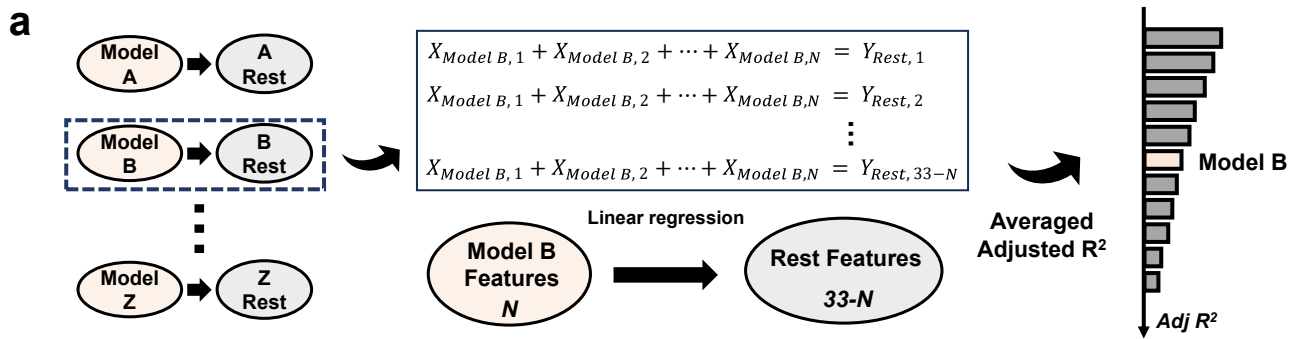 a
Model
A
A
Rest
Model
B
B
Rest
Model
Z
Z
Rest
X_{Model B, 1} + X_{Model B, 2} + ⋯ + X_{Model B,N} = Y_{Rest, 1}
X_{Model B, 1} + X_{Model B, 2} + ⋯ + X_{Model B,N} = Y_{Rest, 2}
⋮
X_{Model B, 1} + X_{Model B, 2} + ⋯ + X_{Model B,N} = Y_{Rest, 33−N}
Linear regression
Model B
Features
N
Rest Features
33-N
Averaged
Adjusted R²
Model B
Adj R²